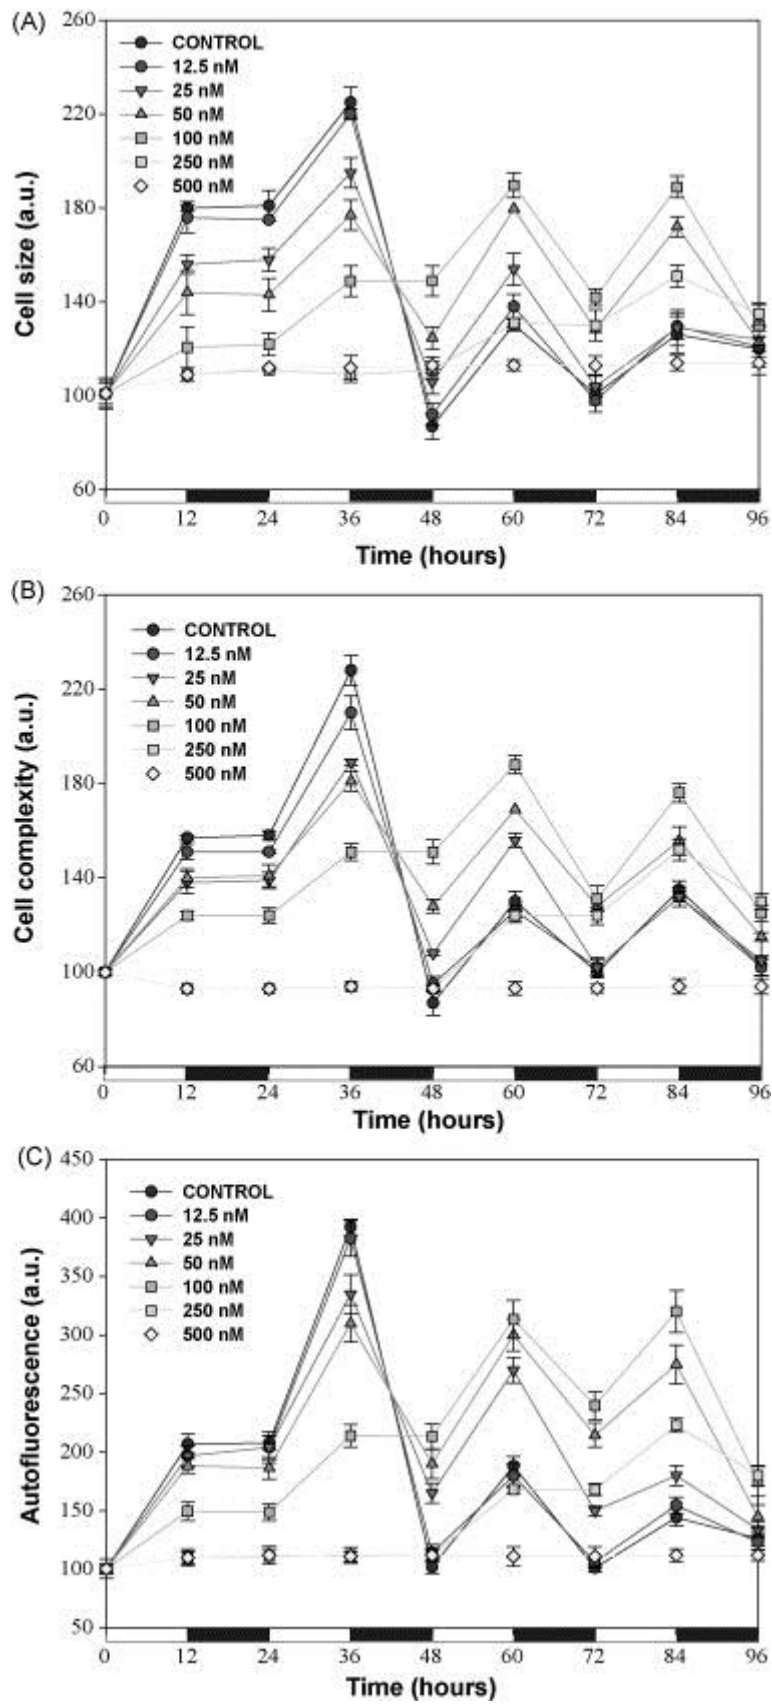 (A)
260
220
180
140
100
60
Cell size (a.u.)
CONTROL
12.5 nM
25 nM
50 nM
100 nM
250 nM
500 nM
0 12 24 36 48 60 72 84 96
Time (hours)
(B)
260
220
180
140
100
60
Cell complexity (a.u.)
CONTROL
12.5 nM
25 nM
50 nM
100 nM
250 nM
500 nM
0 12 24 36 48 60 72 84 96
Time (hours)
(C)
450
400
350
300
250
200
150
100
50
Autofluorescence (a.u.)
CONTROL
12.5 nM
25 nM
50 nM
100 nM
250 nM
500 nM
0 12 24 36 48 60 72 84 96
Time (hours)